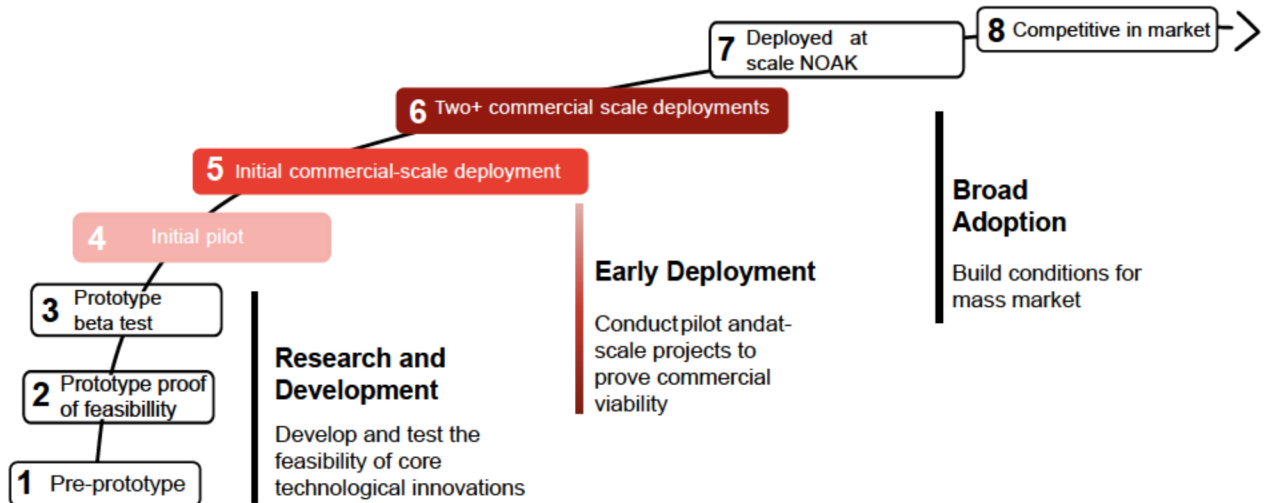 7 Deployed at
scale NOAK
8 Competitive in market
6 Two+ commercial scale deployments
5 Initial commercial-scale deployment
4 Initial pilot
3 Prototype
beta test
2 Prototype proof
of feasibillity
1 Pre-prototype
Research and
Development
Develop and test the
feasibility of core
technological innovations
Early Deployment
Conduct pilot andat-
scale projects to
prove commercial
viability
Broad
Adoption
Build conditions for
mass market